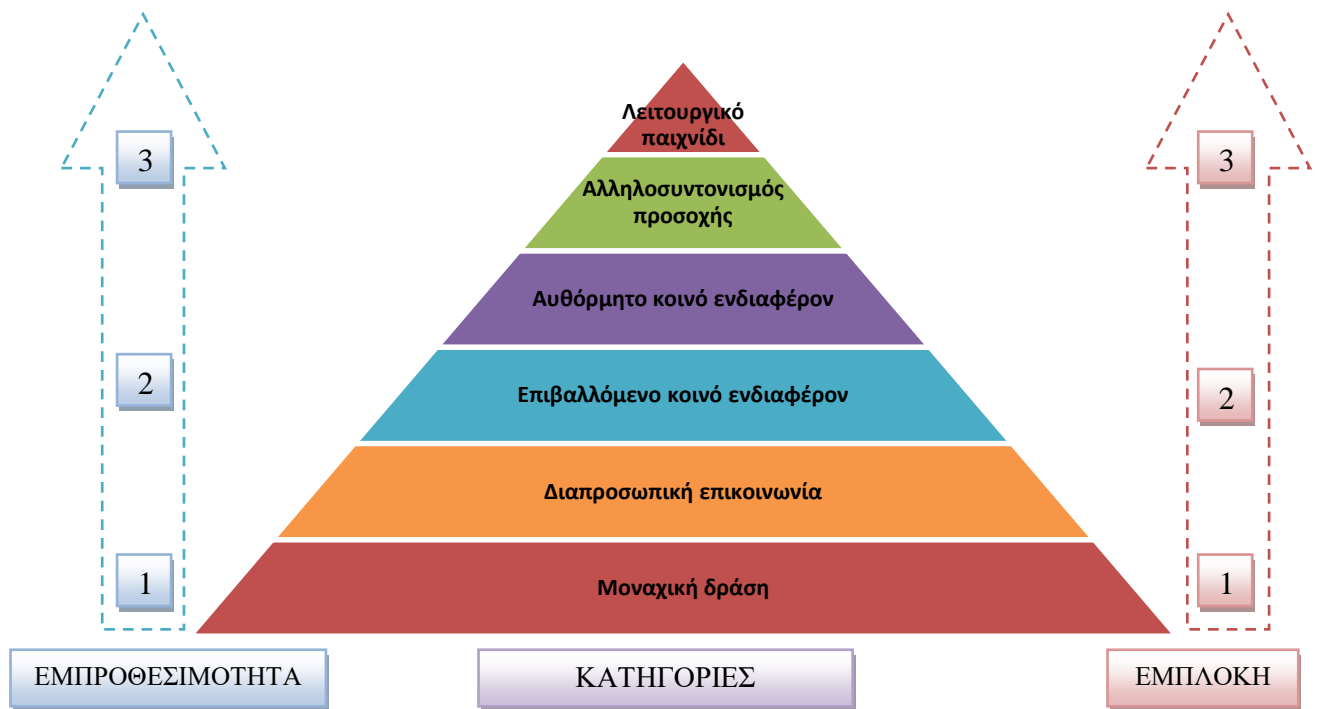 Λειτουργικό
παιχνίδι
3
3
Αλληλοσυντονισμός
προσοχής
Αυθόρμητο κοινό ενδιαφέρον
2
Επιβαλλόμενο κοινό ενδιαφέρον
2
Διαπροσωπική επικοινωνία
1
Μοναχική δράση
1
ΕΜΠΡΟΘΕΣΙΜΟΤΗΤΑ
ΚΑΤΗΓΟΡΙΕΣ
ΕΜΠΛΟΚΗ